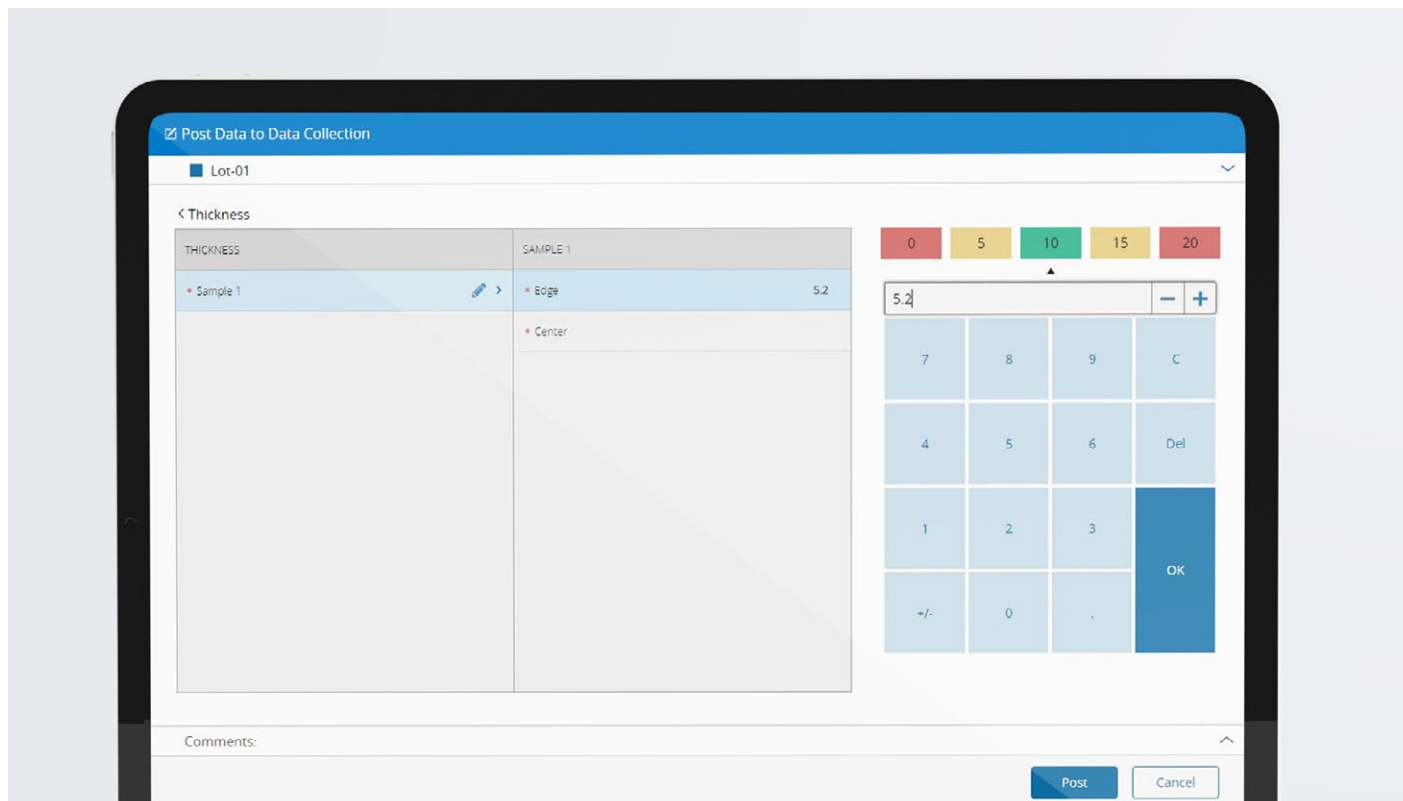 Post Data to Data Collection
Lot-01
< Thickness
THICKNESS
SAMPLE 1
* Sample 1 >
* Edge 5.2
* Center
0 5 10 15 20
5.2 − +
7 8 9 C
4 5 6 Del
1 2 3
OK
+/- 0 .
Comments:
Post Cancel